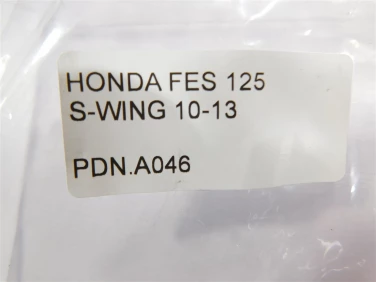 HONDA FES 125
S-WING 10-13
PDN.A046